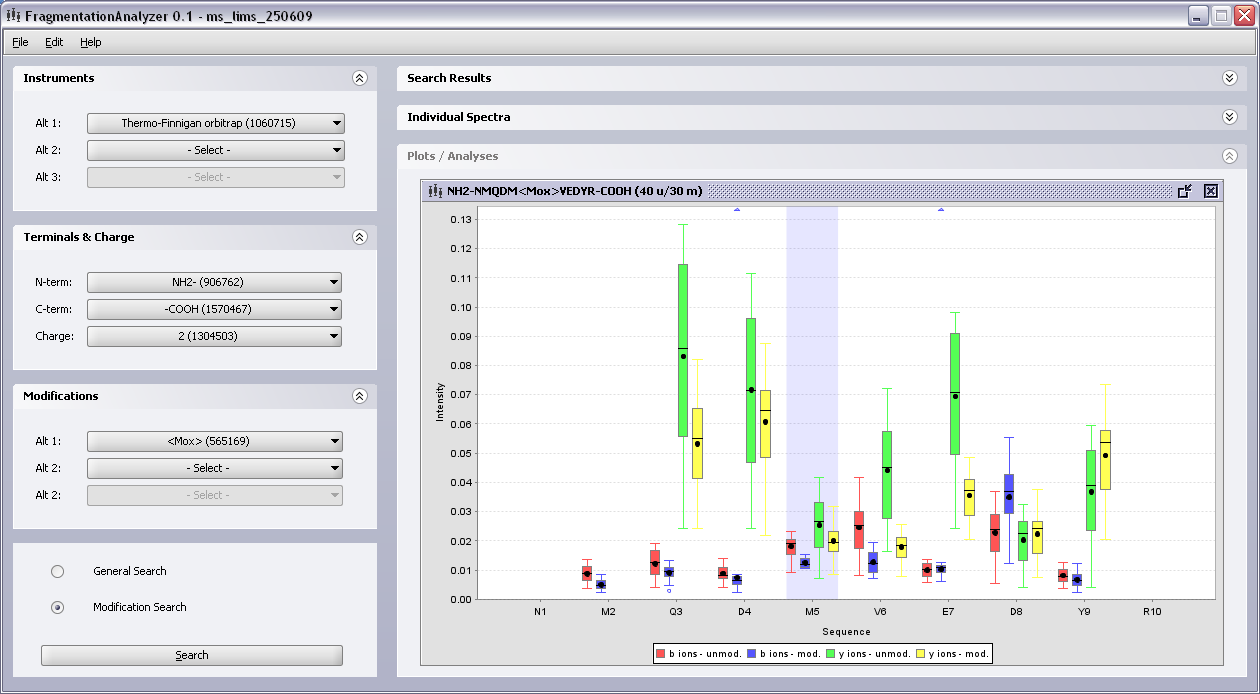 FragmentationAnalyzer 0.1 - ms_lims_250609
File Edit Help
Instruments
Alt 1: Thermo-Finnigan orbitrap (1060715)
Alt 2: - Select -
Alt 3: - Select -
Terminals & Charge
N-term: NH2- (906762)
C-term: -COOH (1570467)
Charge: 2 (1304503)
Modifications
Alt 1: <Mox> (565169)
Alt 2: - Select -
Alt 2: - Select -
General Search
Modification Search
Search
Search Results
Individual Spectra
Plots / Analyses
NH2-NMQDM<Mox>VEDYR-COOH (40 u/30 m)
0.13
0.12
0.11
0.10
0.09
0.08
0.07
0.06
0.05
0.04
0.03
0.02
0.01
0.00
Intensity
N1 M2 Q3 D4 M5 V6 E7 D8 Y9 R10
Sequence
b ions - unmod. b ions - mod. y ions - unmod. y ions - mod.